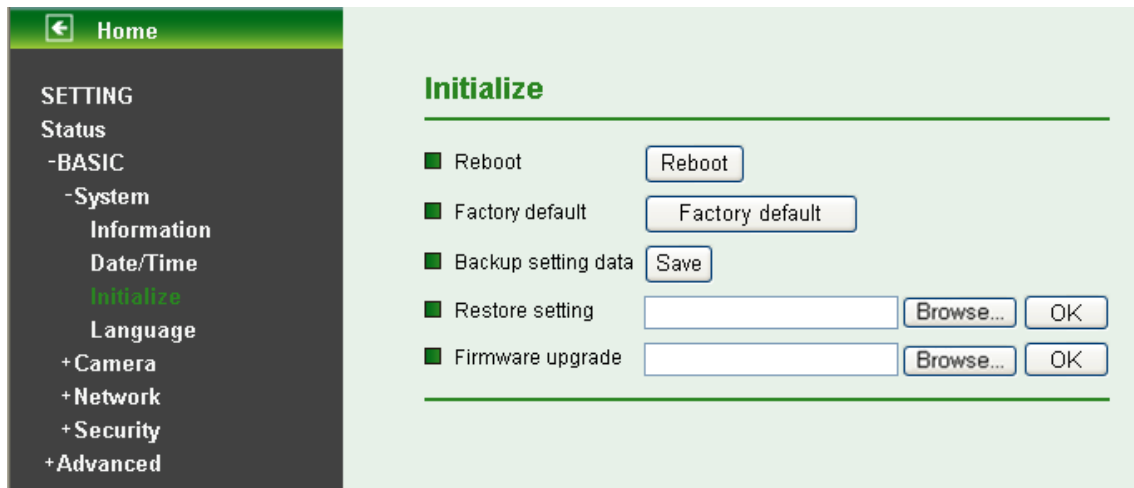 Home
SETTING
Status
-BASIC
-System
Information
Date/Time
Initialize
Language
+Camera
+Network
+Security
+Advanced
Initialize
Reboot Reboot
Factory default Factory default
Backup setting data Save
Restore setting Browse... OK
Firmware upgrade Browse... OK